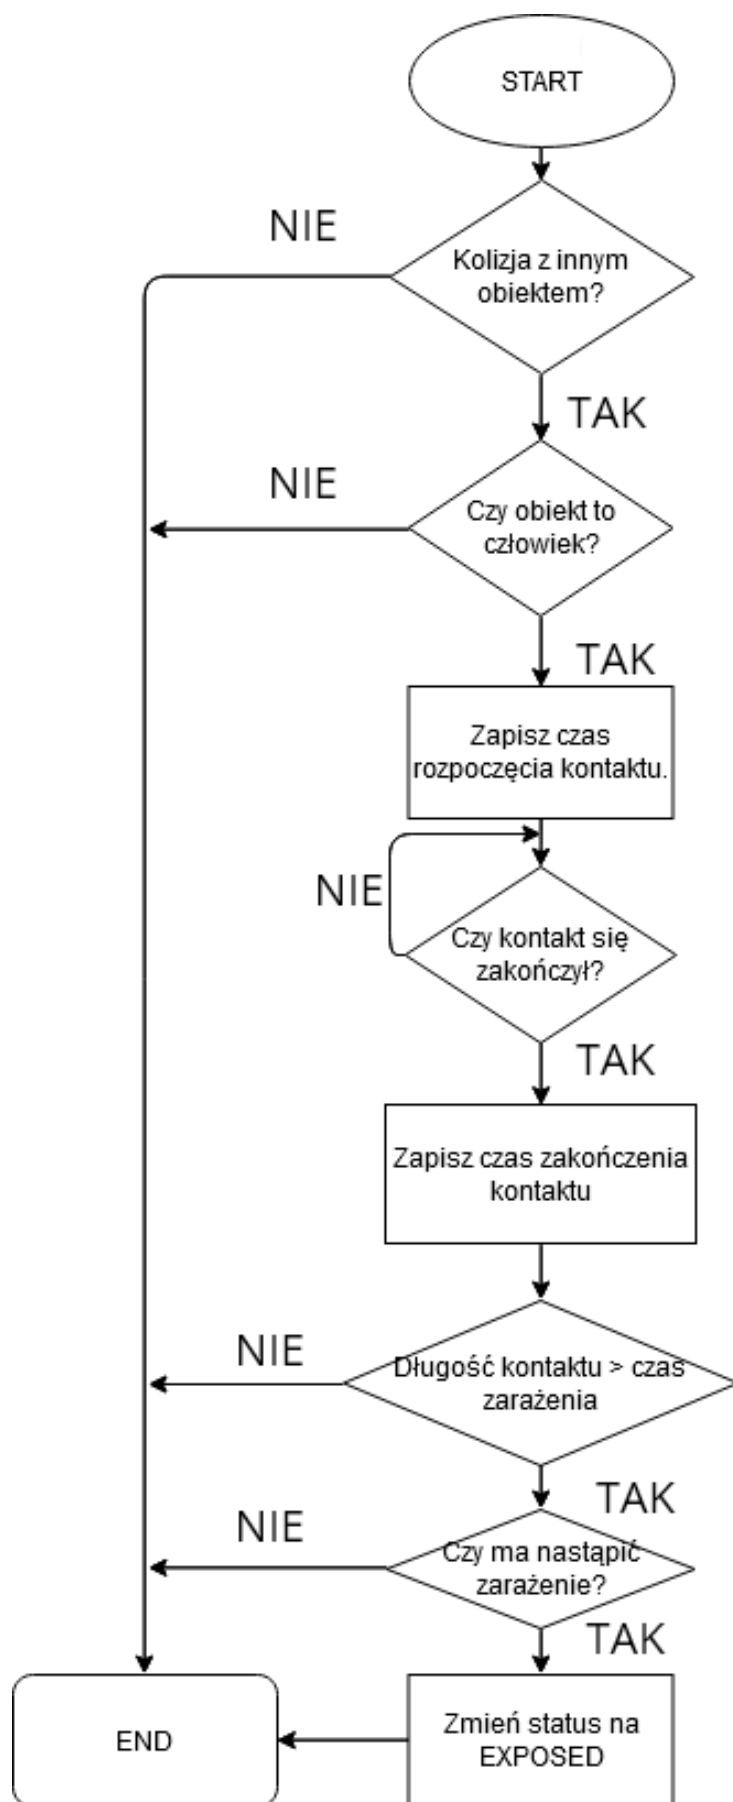 START
NIE
Kolizja z innym
obiektem?
TAK
NIE
Czy obiekt to
człowiek?
TAK
Zapisz czas
rozpoczęcia kontaktu.
NIE
Czy kontakt się
zakończył?
TAK
Zapisz czas zakończenia
kontaktu
NIE
Długość kontaktu > czas
zarażenia
TAK
NIE
Czy ma nastąpić
zarażenie?
TAK
END
Zmień status na
EXPOSED